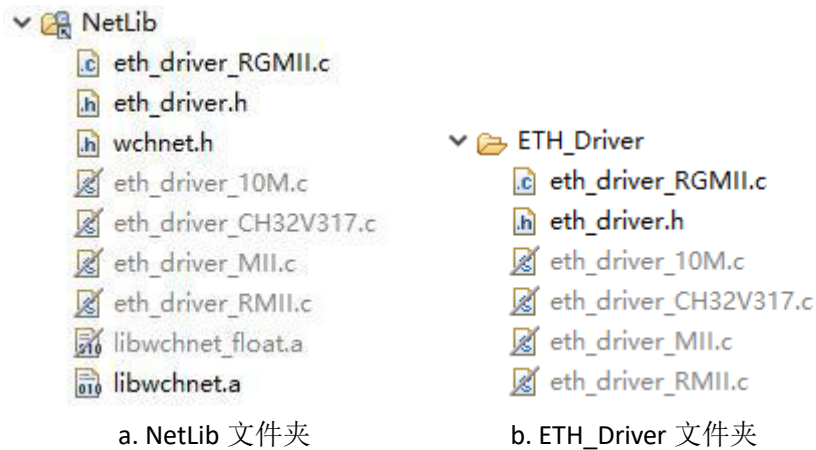 NetLib
eth_driver_RGMII.c
eth_driver.h
wchnet.h
eth_driver_10M.c
eth_driver_CH32V317.c
eth_driver_MII.c
eth_driver_RMII.c
libwchnet_float.a
libwchnet.a
a. NetLib 文件夹
ETH_Driver
eth_driver_RGMII.c
eth_driver.h
eth_driver_10M.c
eth_driver_CH32V317.c
eth_driver_MII.c
eth_driver_RMII.c
b. ETH_Driver 文件夹